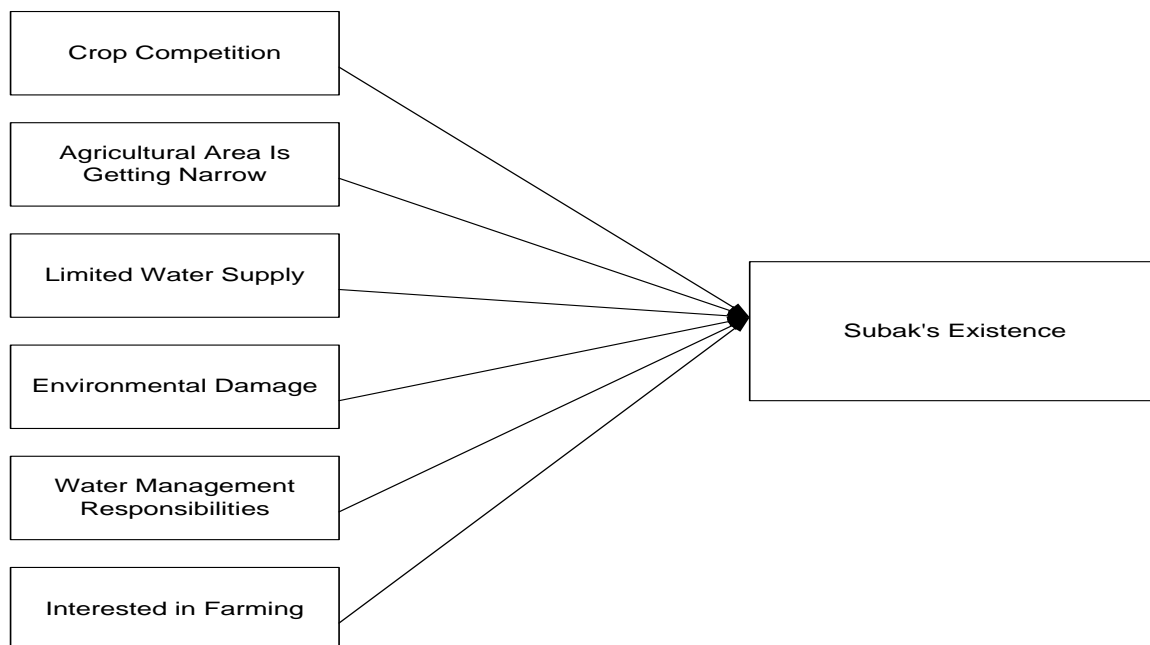 Crop Competition
Agricultural Area Is
Getting Narrow
Limited Water Supply
Environmental Damage
Water Management
Responsibilities
Interested in Farming
Subak's Existence